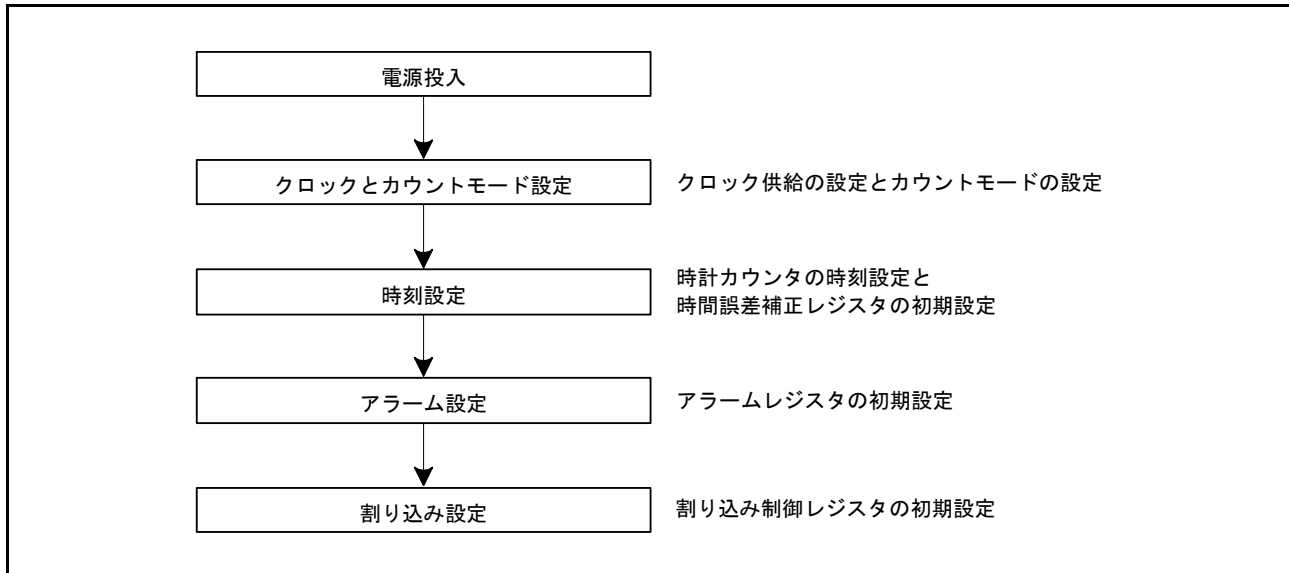 電源投入
クロックとカウントモード設定
クロック供給の設定とカウントモードの設定
時刻設定
時計カウンタの時刻設定と
時間誤差補正レジスタの初期設定
アラーム設定
アラームレジスタの初期設定
割り込み設定
割り込み制御レジスタの初期設定